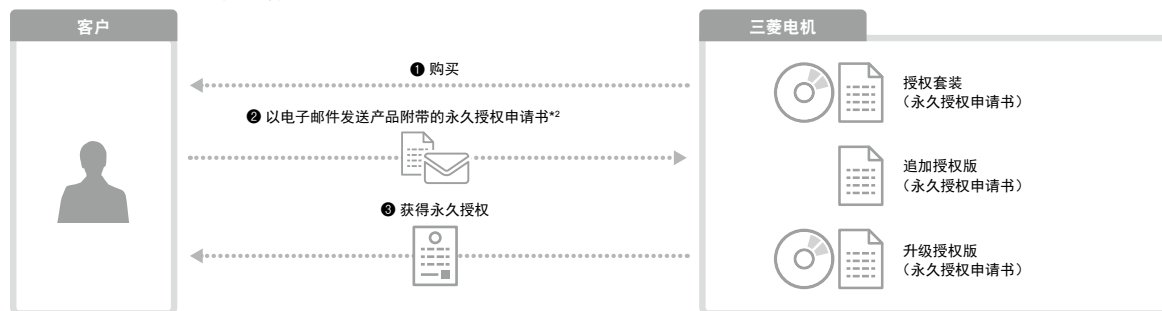 客户
三菱电机
❶ 购买
❷ 以电子邮件发送产品附带的永久授权申请书*2
❸ 获得永久授权
授权套装
（永久授权申请书）
追加授权版
（永久授权申请书）
升级授权版
（永久授权申请书）